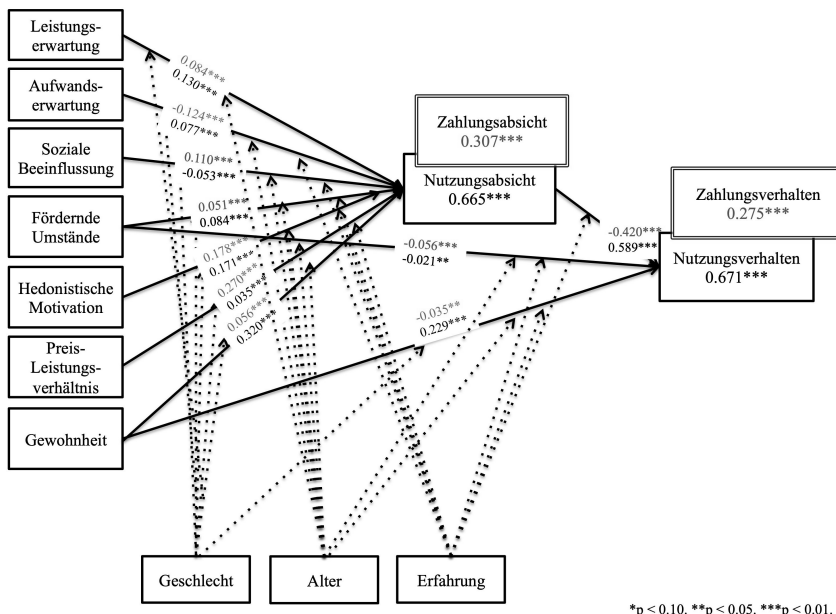 Leistungs-
erwartung
Aufwands-
erwartung
Soziale
Beeinflussung
Fördernde
Umstände
Hedonistische
Motivation
Preis-
Leistungs-
verhältnis
Gewohnheit
0.084***
0.130***
-0.124***
0.077***
0.110***
-0.053***
0.051***
0.084***
0.178***
0.171***
0.270***
0.035***
0.056***
0.320***
Zahlungsabsicht
0.307***
Nutzungsabsicht
0.665***
-0.056***
-0.021**
-0.035**
0.229***
-0.420***
0.589***
Zahlungsverhalten
0.275***
Nutzungsverhalten
0.671***
Geschlecht
Alter
Erfahrung
*p < 0.10, **p < 0.05, ***p < 0.01.